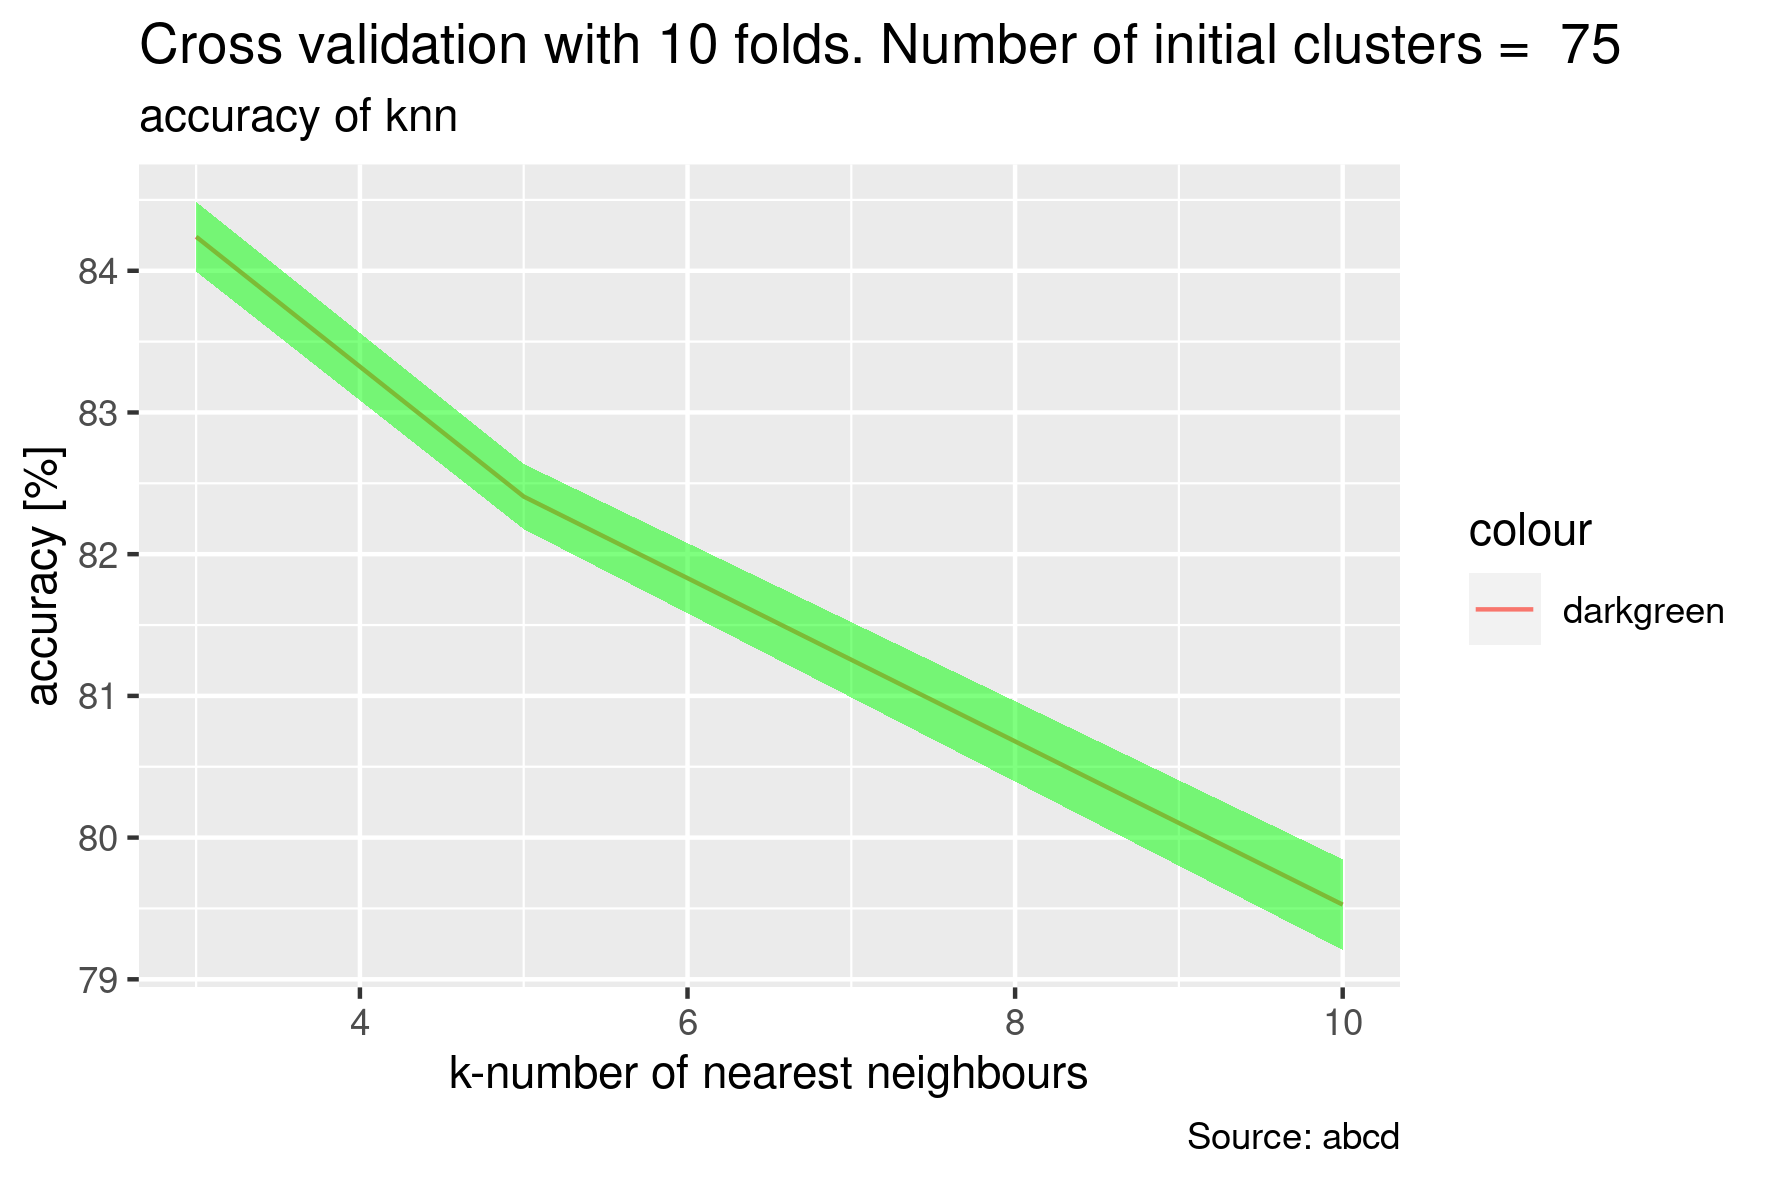 Cross validation with 10 folds. Number of initial clusters =  75
accuracy of knn
accuracy [%]
84
83
82
81
80
79
4 6 8 10
k-number of nearest neighbours
colour
darkgreen
Source: abcd